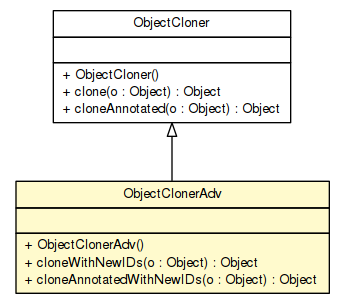 ObjectCloner
+ ObjectCloner()
+ clone(o : Object) : Object
+ cloneAnnotated(o : Object) : Object
ObjectClonerAdv
+ ObjectClonerAdv()
+ cloneWithNewIDs(o : Object) : Object
+ cloneAnnotatedWithNewIDs(o : Object) : Object